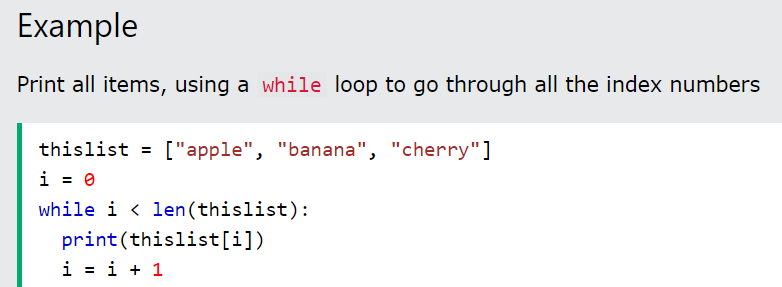 Example
Print all items, using a while loop to go through all the index numbers
thislist = ["apple", "banana", "cherry"]
i = 0
while i < len(thislist):
  print(thislist[i])
  i = i + 1